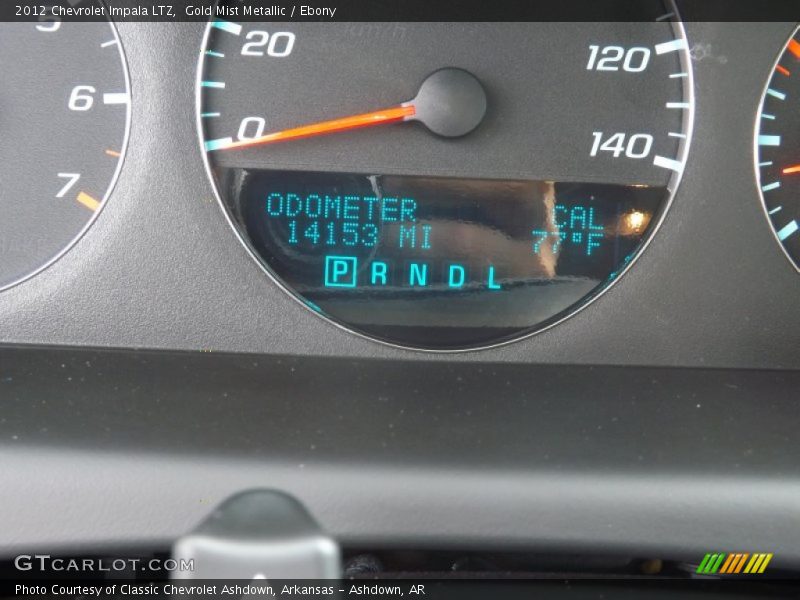 2012 Chevrolet Impala LTZ, Gold Mist Metallic / Ebony
5
6
7
20
0
120
140
ODOMETER CAL
14153 MI 77°F
P R N D L
GTCARLOT.COM
Photo Courtesy of Classic Chevrolet Ashdown, Arkansas - Ashdown, AR